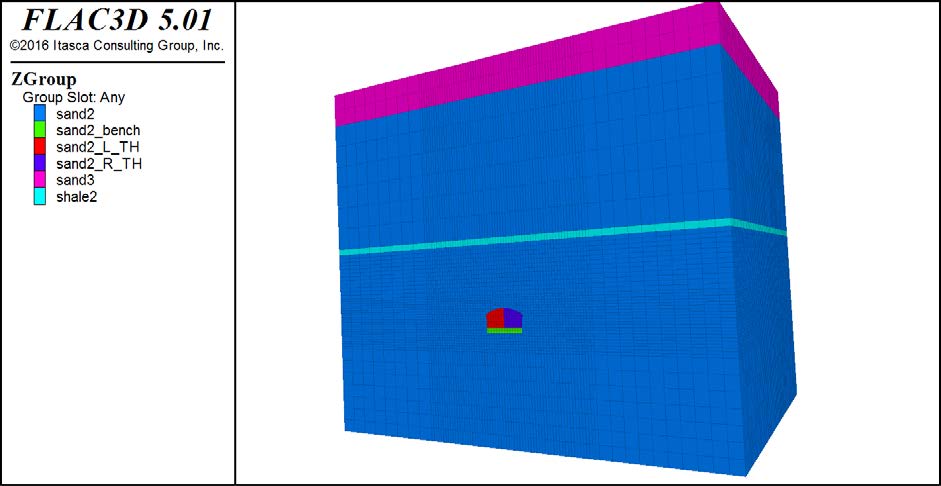 FLAC3D 5.01
©2016 Itasca Consulting Group, Inc.
ZGroup
Group Slot: Any
sand2
sand2_bench
sand2_L_TH
sand2_R_TH
sand3
shale2